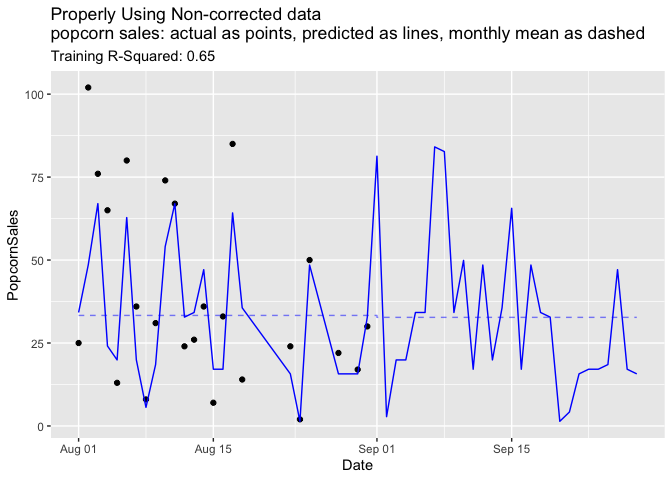 Properly Using Non-corrected data
popcorn sales: actual as points, predicted as lines, monthly mean as dashed
Training R-Squared: 0.65
100
75
50
25
0
PopcornSales
Aug 01 Aug 15 Sep 01 Sep 15
Date